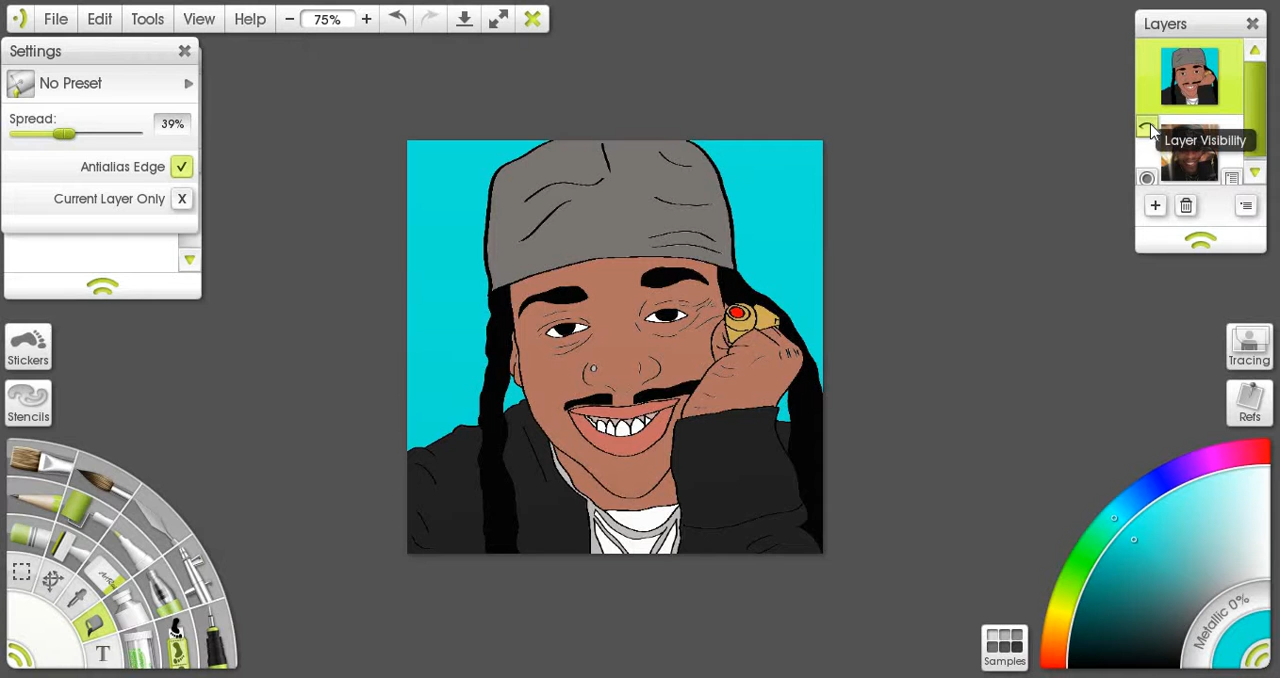 File Edit Tools View Help − 75% +
Settings
No Preset
Spread:
39%
Antialias Edge
Current Layer Only X
Stickers
Stencils
T
Layers
Layer Visibility
Tracing
Refs
Samples
Metallic 0%